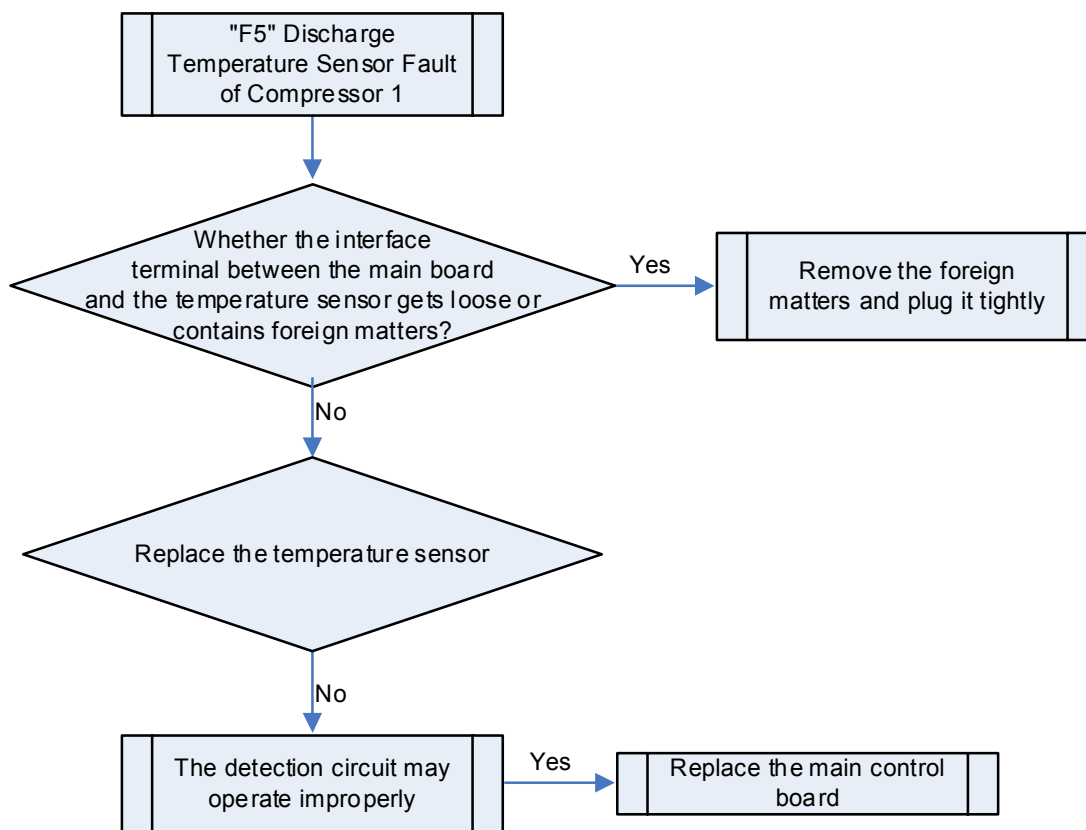 "F5" Discharge
Temperature Sensor Fault
of Compressor 1
Whether the interface
terminal between the main board
and the temperature sensor gets loose or
contains foreign matters?
Yes
Remove the foreign
matters and plug it tightly
No
Replace the temperature sensor
No
The detection circuit may
operate improperly
Yes
Replace the main control
board